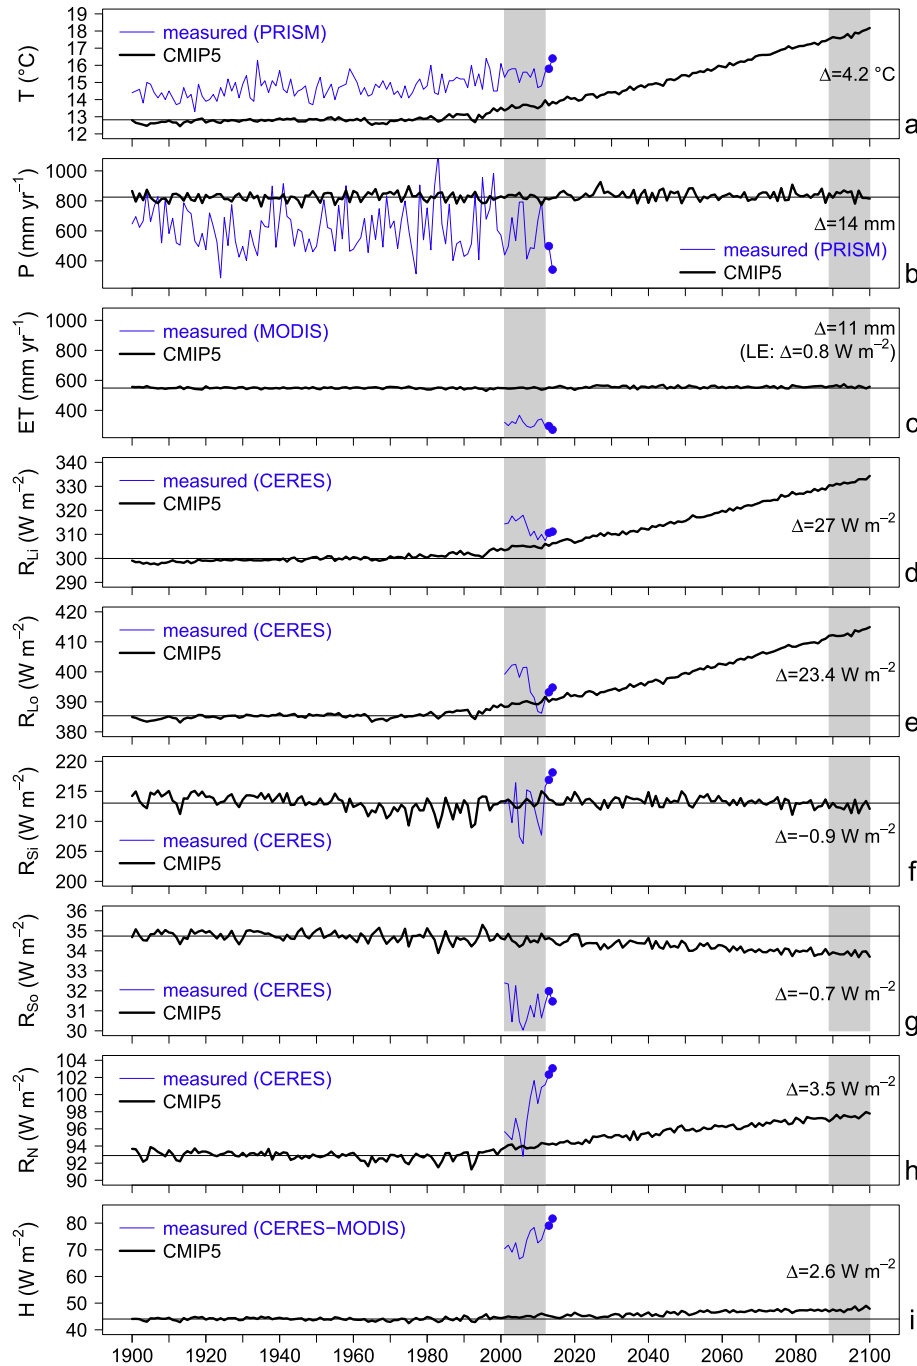 T (°C)
19
18
17
16
15
14
13
12
measured (PRISM)
CMIP5
Δ=4.2 °C
a
P (mm yr⁻¹)
1000
800
600
400
Δ=14 mm
measured (PRISM)
CMIP5
b
ET (mm yr⁻¹)
1000
800
600
400
measured (MODIS)
CMIP5
Δ=11 mm
(LE: Δ=0.8 W m⁻²)
c
R_Li (W m⁻²)
340
330
320
310
300
290
measured (CERES)
CMIP5
Δ=27 W m⁻²
d
R_Lo (W m⁻²)
420
410
400
390
380
measured (CERES)
CMIP5
Δ=23.4 W m⁻²
e
R_Si (W m⁻²)
220
215
210
205
200
measured (CERES)
CMIP5
Δ=−0.9 W m⁻²
f
R_So (W m⁻²)
36
35
34
33
32
31
30
measured (CERES)
CMIP5
Δ=−0.7 W m⁻²
g
R_N (W m⁻²)
104
102
100
98
96
94
92
90
measured (CERES)
CMIP5
Δ=3.5 W m⁻²
h
H (W m⁻²)
80
70
60
50
40
measured (CERES−MODIS)
CMIP5
Δ=2.6 W m⁻²
i
1900 1920 1940 1960 1980 2000 2020 2040 2060 2080 2100